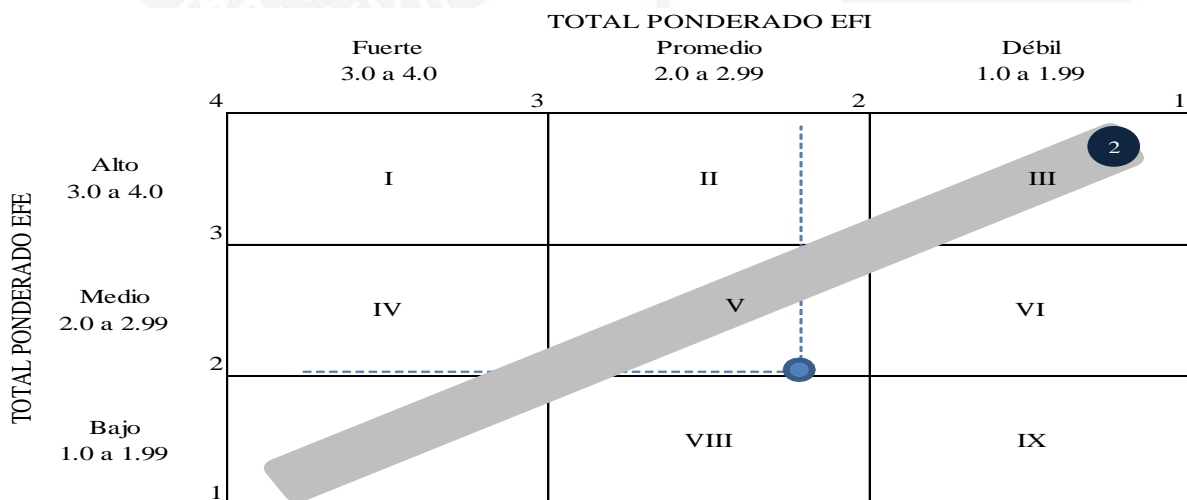 TOTAL PONDERADO EFI
Fuerte Promedio Débil
3.0 a 4.0 2.0 a 2.99 1.0 a 1.99
4 3 2 1
Alto
3.0 a 4.0
I II III
2
3
Medio
2.0 a 2.99
IV V VI
2
Bajo
1.0 a 1.99
VIII IX
1
TOTAL PONDERADO EFE